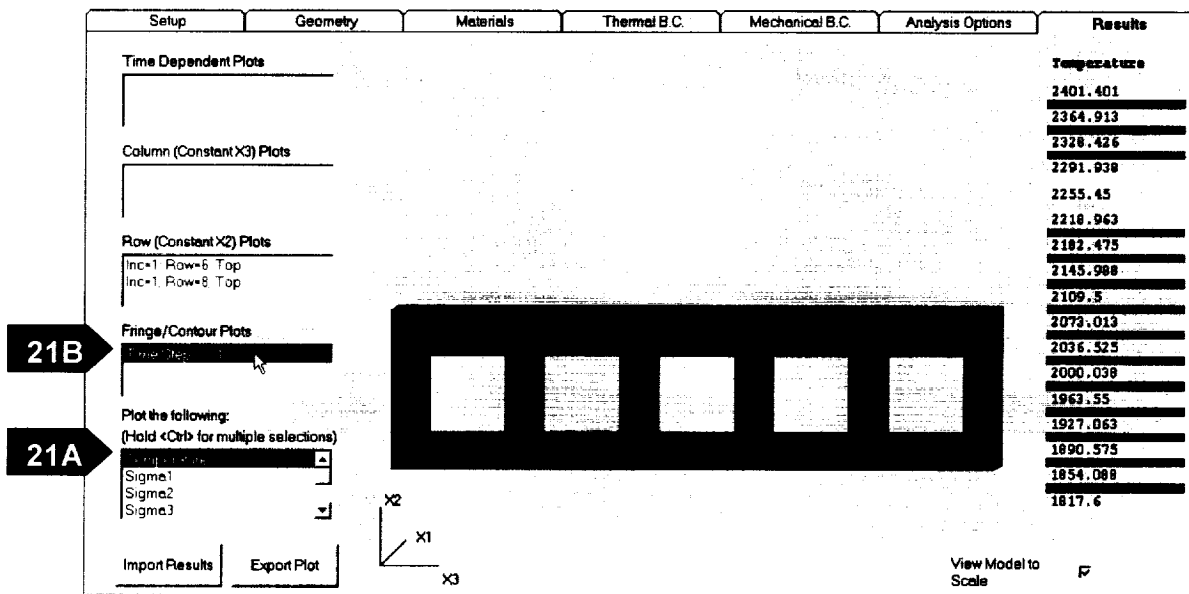 Setup
Geometry
Materials
Thermal B.C.
Mechanical B.C.
Analysis Options
Results
Time Dependent Plots
Column (Constant X3) Plots
Row (Constant X2) Plots
Inc=1 Row=6 Top
Inc=1 Row=8 Top
21B
Fringe/Contour Plots
Time Step
Plot the following:
(Hold <Ctrl> for multiple selections)
21A
Temperature
Sigma1
Sigma2
Sigma3
Import Results
Export Plot
X2
X1
X3
View Model to
Scale
Temperature
2401.401
2364.913
2328.426
2291.938
2255.45
2218.963
2182.475
2145.988
2109.5
2073.013
2036.525
2000.038
1963.55
1927.063
1890.575
1854.088
1817.6